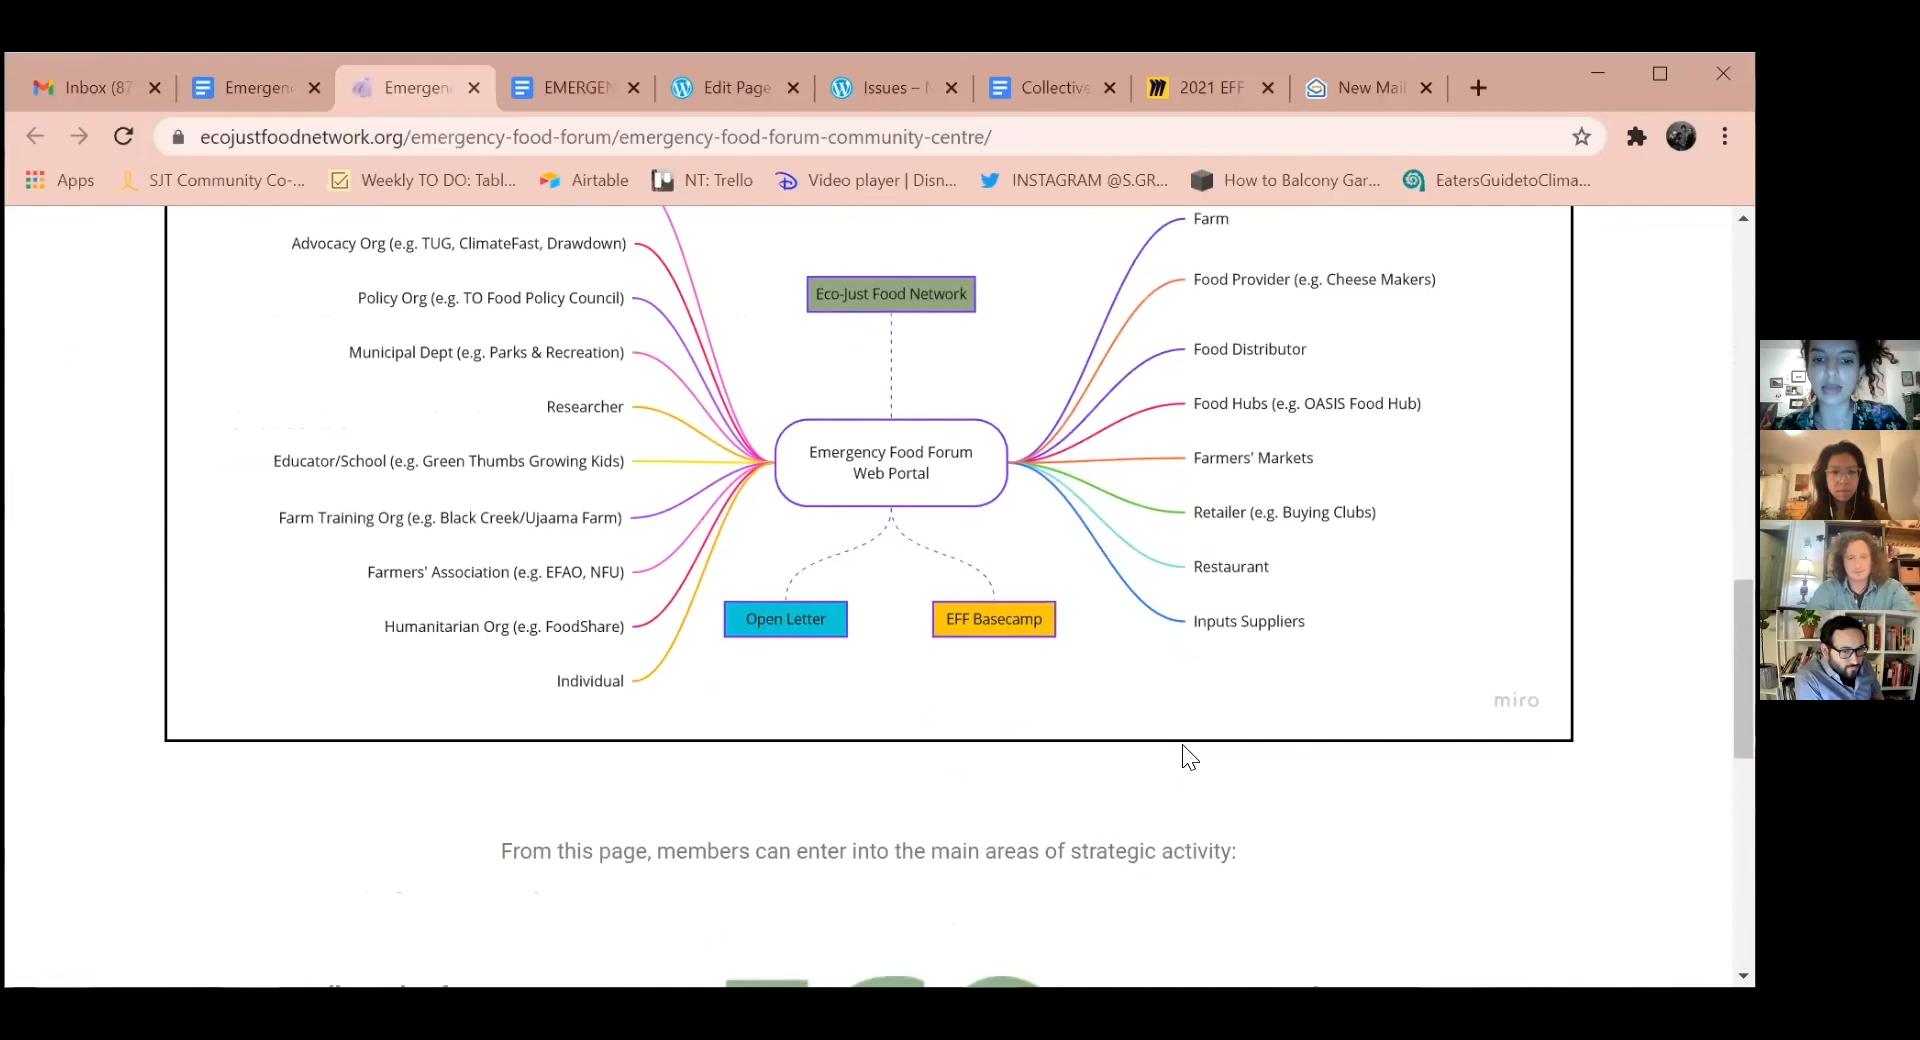 Inbox (87
Emergen
Emergen
EMERGEN
Edit Page
Issues –
Collective
2021 EFF
New Mail
ecojustfoodnetwork.org/emergency-food-forum/emergency-food-forum-community-centre/
Apps
SJT Community Co-...
Weekly TO DO: Tabl...
Airtable
NT: Trello
Video player | Disn...
INSTAGRAM @S.GR...
How to Balcony Gar...
EatersGuidetoClima...
Advocacy Org (e.g. TUG, ClimateFast, Drawdown)
Policy Org (e.g. TO Food Policy Council)
Municipal Dept (e.g. Parks & Recreation)
Researcher
Educator/School (e.g. Green Thumbs Growing Kids)
Farm Training Org (e.g. Black Creek/Ujaama Farm)
Farmers' Association (e.g. EFAO, NFU)
Humanitarian Org (e.g. FoodShare)
Individual
Eco-Just Food Network
Emergency Food Forum
Web Portal
Open Letter
EFF Basecamp
Farm
Food Provider (e.g. Cheese Makers)
Food Distributor
Food Hubs (e.g. OASIS Food Hub)
Farmers' Markets
Retailer (e.g. Buying Clubs)
Restaurant
Inputs Suppliers
miro
From this page, members can enter into the main areas of strategic activity: